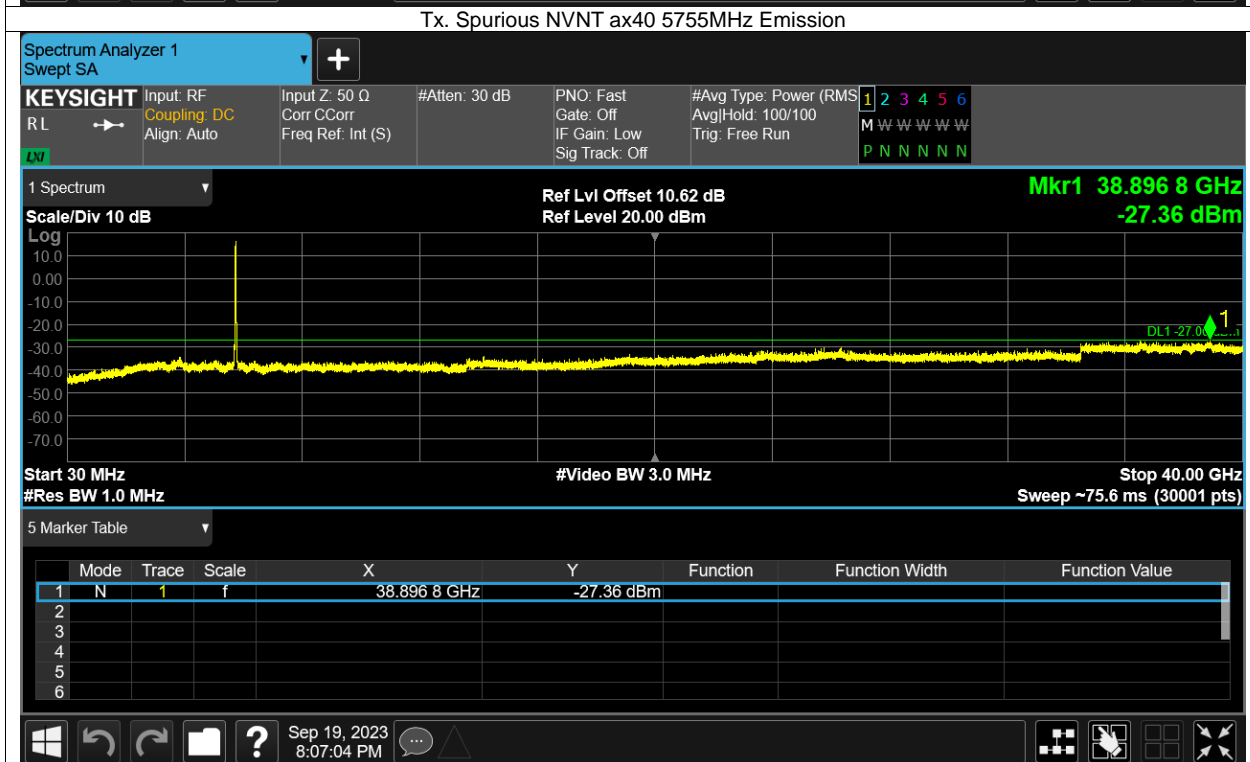 Tx. Spurious NVNT ax40 5755MHz Emission
Spectrum Analyzer 1
Swept SA
KEYSIGHT Input: RF Input Z: 50 Ω #Atten: 30 dB PNO: Fast #Avg Type: Power (RMS 1 2 3 4 5 6
RL Coupling: DC Corr CCorr Gate: Off Avg|Hold: 100/100 M W W W W W
Align: Auto Freq Ref: Int (S) IF Gain: Low Trig: Free Run
LXI Sig Track: Off P N N N N N
1 Spectrum Ref Lvl Offset 10.62 dB Mkr1 38.896 8 GHz
Scale/Div 10 dB Ref Level 20.00 dBm -27.36 dBm
Log
10.0
0.00
-10.0
-20.0
1
DL1 -27.0
-30.0
-40.0
-50.0
-60.0
-70.0
Start 30 MHz #Video BW 3.0 MHz Stop 40.00 GHz
#Res BW 1.0 MHz Sweep ~75.6 ms (30001 pts)
5 Marker Table
Mode Trace Scale X Y Function Function Width Function Value
1 N 1 f 38.896 8 GHz -27.36 dBm
2
3
4
5
6
? Sep 19, 2023
8:07:04 PM